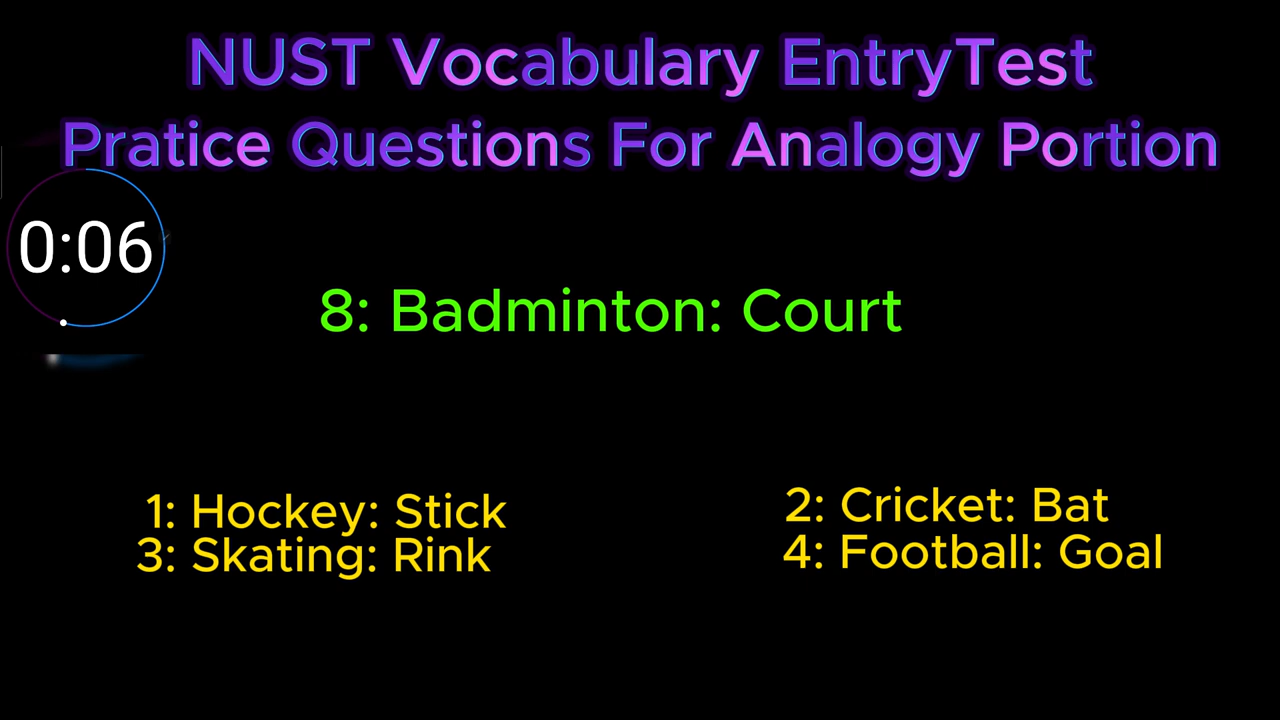 NUST Vocabulary EntryTest
Pratice Questions For Analogy Portion
0:06
8: Badminton: Court
1: Hockey: Stick
2: Cricket: Bat
3: Skating: Rink
4: Football: Goal